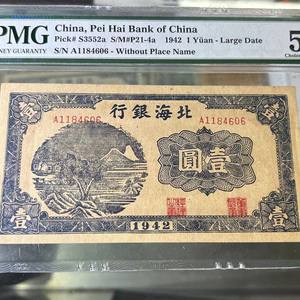 PMG
China, Pei Hai Bank of China
NEY GUARANTY
Pick# S3552a S/M#P21-4a 1942 1 Yüan - Large Date
S/N A1184606 - Without Place Name
5
行銀海北
A1184606
A1184606
圓壹
壹
壹
1942